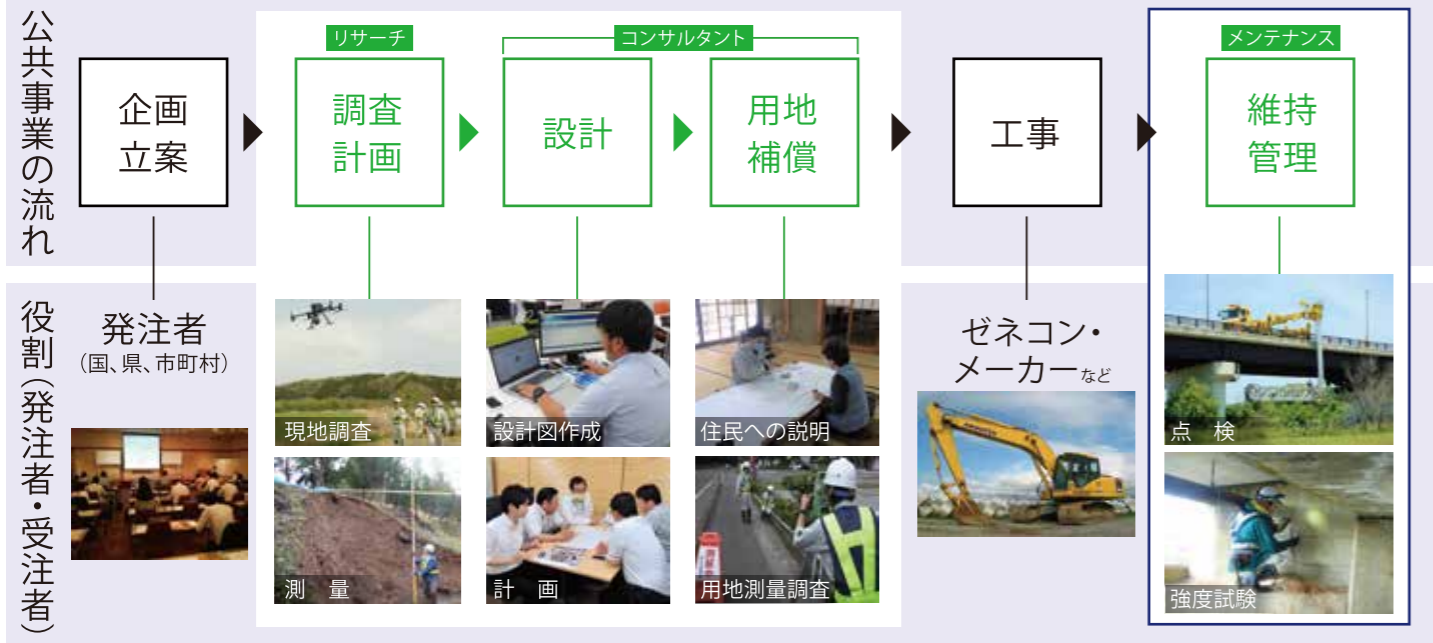 公共事業の流れ
リサーチ
コンサルタント
メンテナンス
企画
立案
調査
計画
設計
用地
補償
工事
維持
管理
役割(発注者・受注者)
発注者
(国、県、市町村)
現地調査
測 量
設計図作成
計 画
住民への説明
用地測量調査
ゼネコン・
メーカーなど
点 検
強度試験